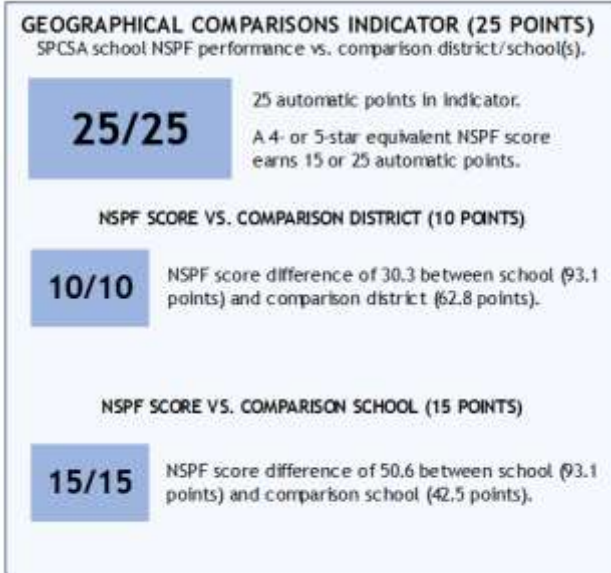 GEOGRAPHICAL COMPARISONS INDICATOR (25 POINTS)
SPCSA school NSPF performance vs. comparison district/school(s).
25/25
25 automatic points in indicator.
A 4- or 5-star equivalent NSPF score
earns 15 or 25 automatic points.
NSPF SCORE VS. COMPARISON DISTRICT (10 POINTS)
10/10
NSPF score difference of 30.3 between school (93.1
points) and comparison district (62.8 points).
NSPF SCORE VS. COMPARISON SCHOOL (15 POINTS)
15/15
NSPF score difference of 50.6 between school (93.1
points) and comparison school (42.5 points).